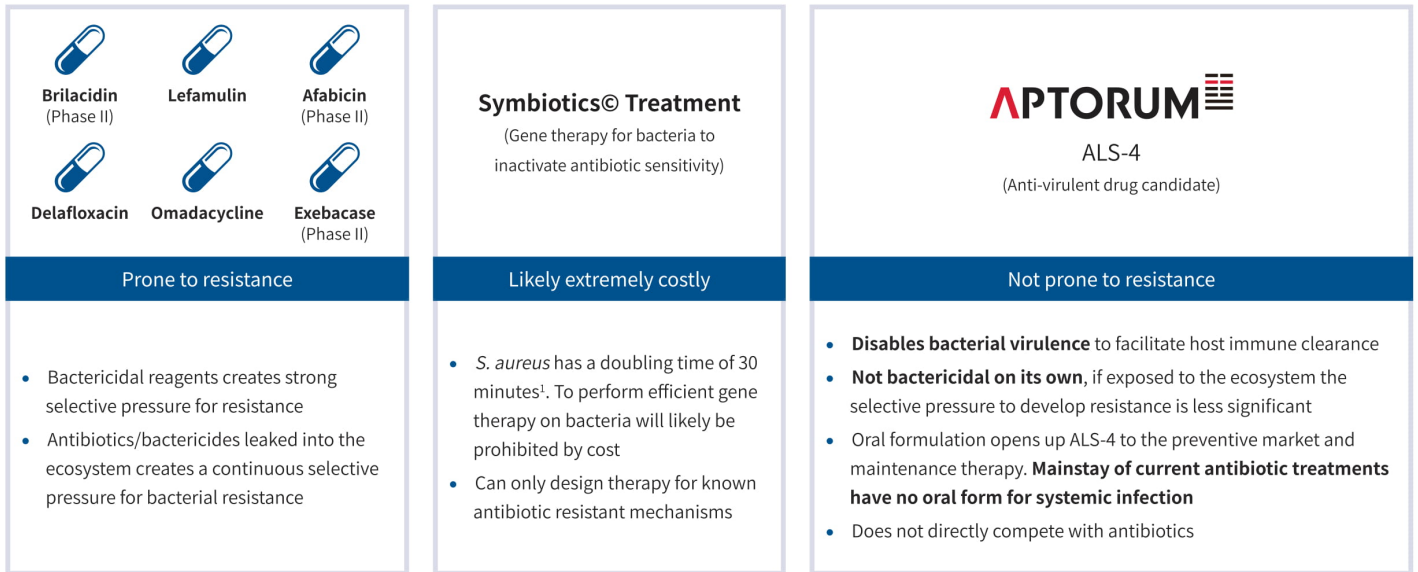 Brilacidin
(Phase II)
Lefamulin
Afabicin
(Phase II)
Delafloxacin
Omadacycline
Exebacase
(Phase II)
Prone to resistance
• Bactericidal reagents creates strong
selective pressure for resistance
• Antibiotics/bactericides leaked into the
ecosystem creates a continuous selective
pressure for bacterial resistance
Symbiotics© Treatment
(Gene therapy for bacteria to
inactivate antibiotic sensitivity)
Likely extremely costly
• S. aureus has a doubling time of 30
minutes¹. To perform efficient gene
therapy on bacteria will likely be
prohibited by cost
• Can only design therapy for known
antibiotic resistant mechanisms
APTORUM
ALS-4
(Anti-virulent drug candidate)
Not prone to resistance
• Disables bacterial virulence to facilitate host immune clearance
• Not bactericidal on its own, if exposed to the ecosystem the
selective pressure to develop resistance is less significant
• Oral formulation opens up ALS-4 to the preventive market and
maintenance therapy. Mainstay of current antibiotic treatments
have no oral form for systemic infection
• Does not directly compete with antibiotics